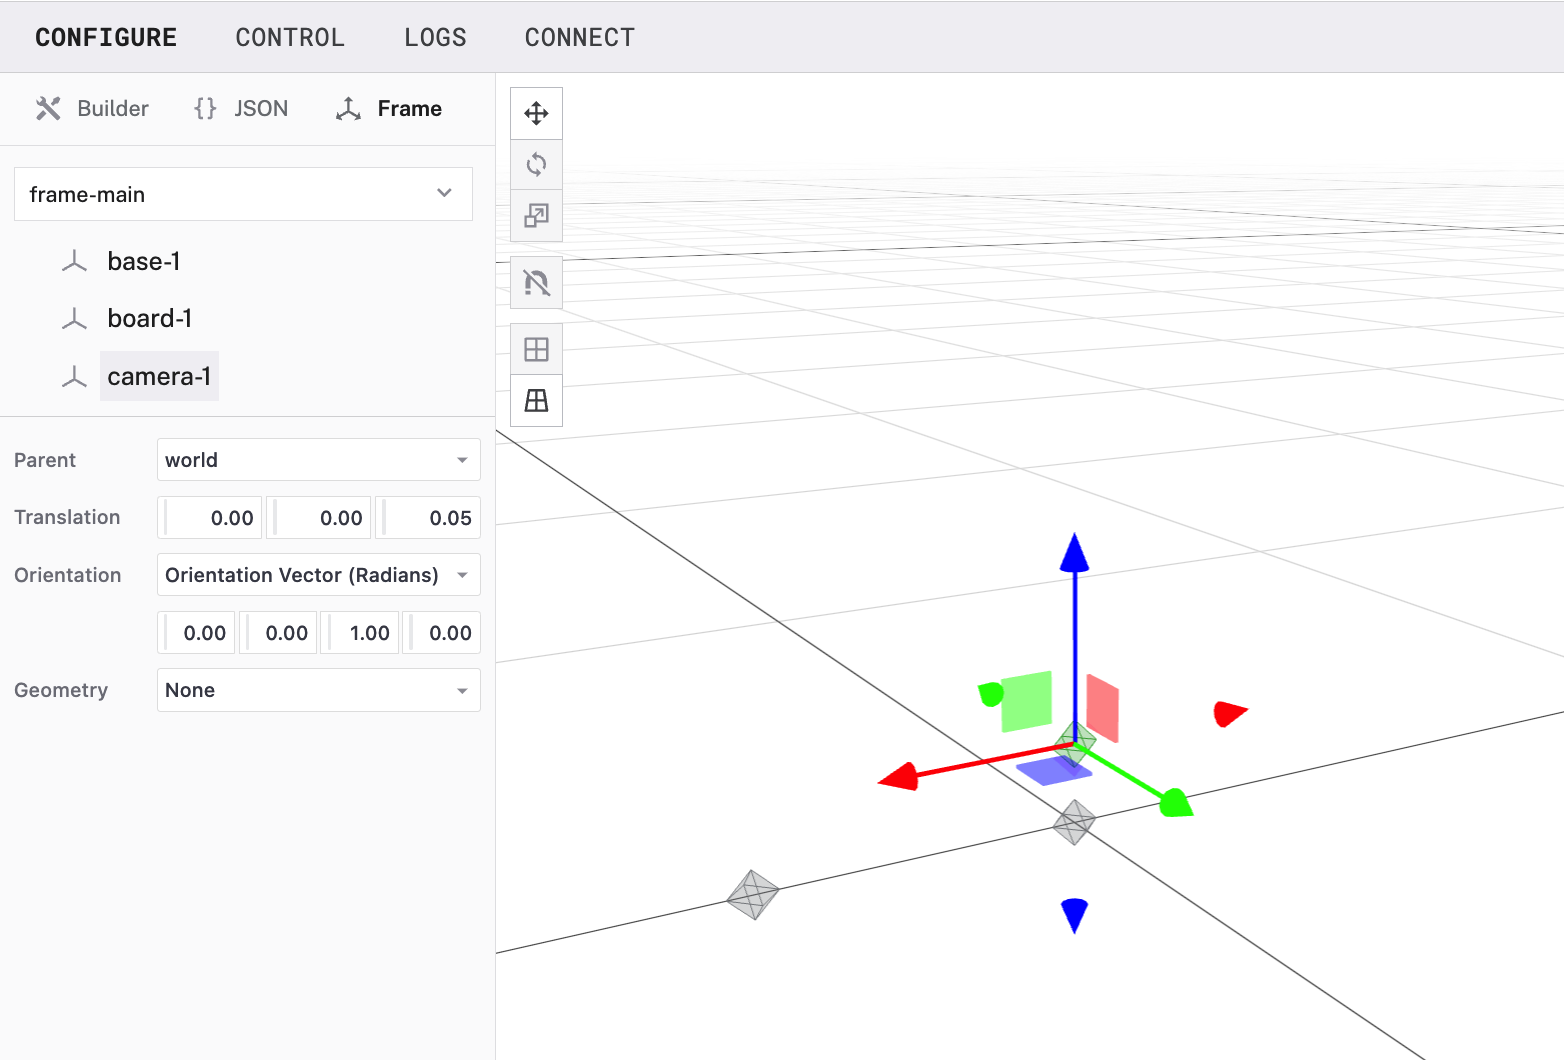 CONFIGURE CONTROL LOGS CONNECT
Builder {} JSON Frame
frame-main
base-1
board-1
camera-1
Parent world
Translation 0.00 0.00 0.05
Orientation Orientation Vector (Radians)
0.00 0.00 1.00 0.00
Geometry None